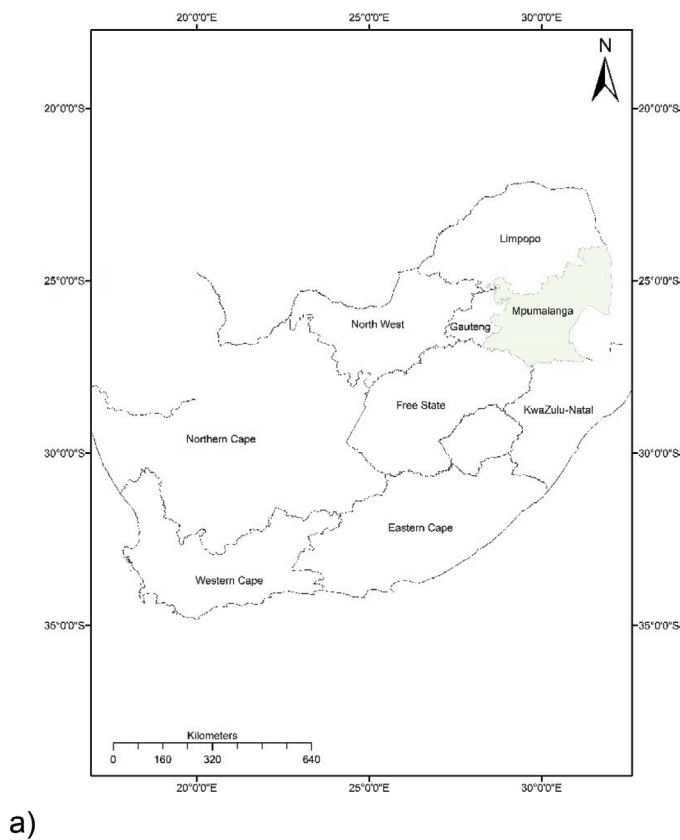 20°0'0"E 25°0'0"E 30°0'0"E
N
20°0'0"S 20°0'0"S
Limpopo
25°0'0"S 25°0'0"S
Mpumalanga
North West Gauteng
Free State
KwaZulu-Natal
Northern Cape
30°0'0"S 30°0'0"S
Eastern Cape
Western Cape
35°0'0"S 35°0'0"S
Kilometers
0 160 320 640
20°0'0"E 25°0'0"E 30°0'0"E
a)